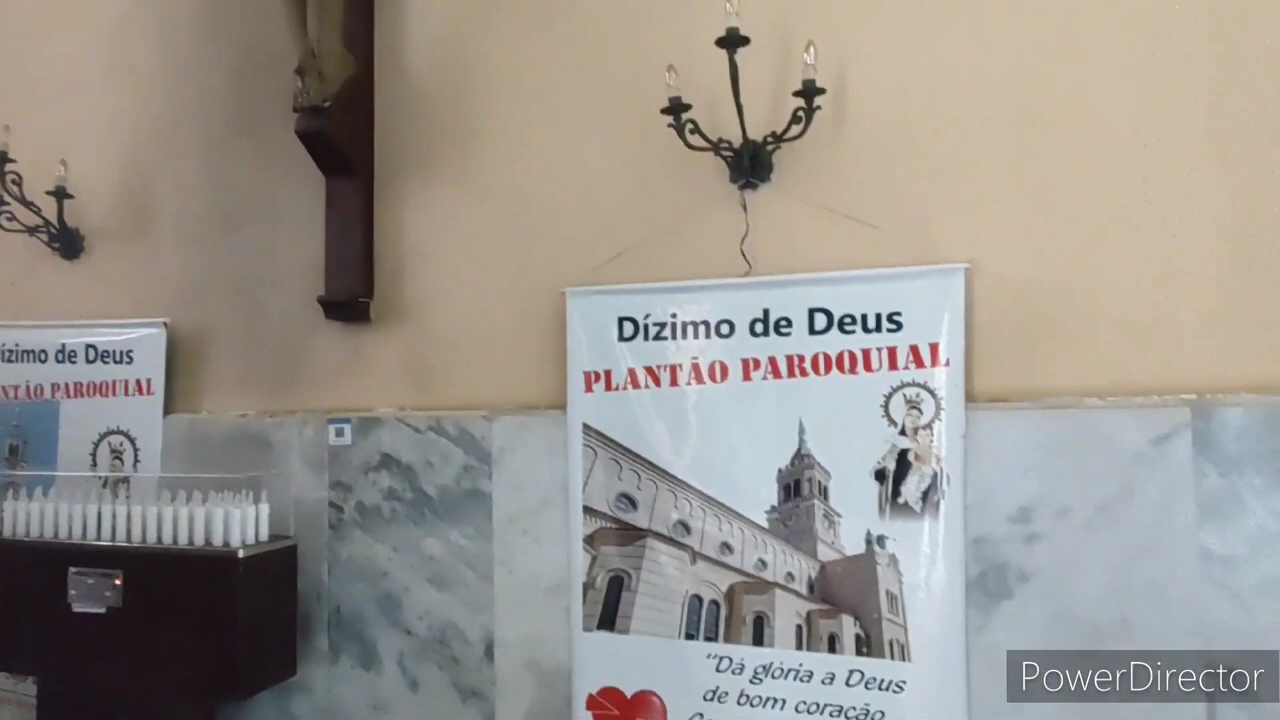 Dízimo de Deus
PLANTÃO PAROQUIAL
"Dá glória a Deus
de bom coração
ízimo de Deus
NTÃO PAROQUIAL
PowerDirector